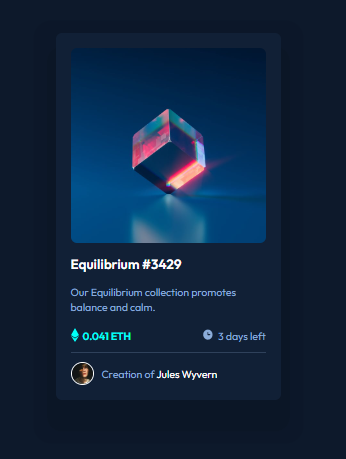 Equilibrium #3429
Our Equilibrium collection promotes
balance and calm.
0.041 ETH 3 days left
Creation of Jules Wyvern